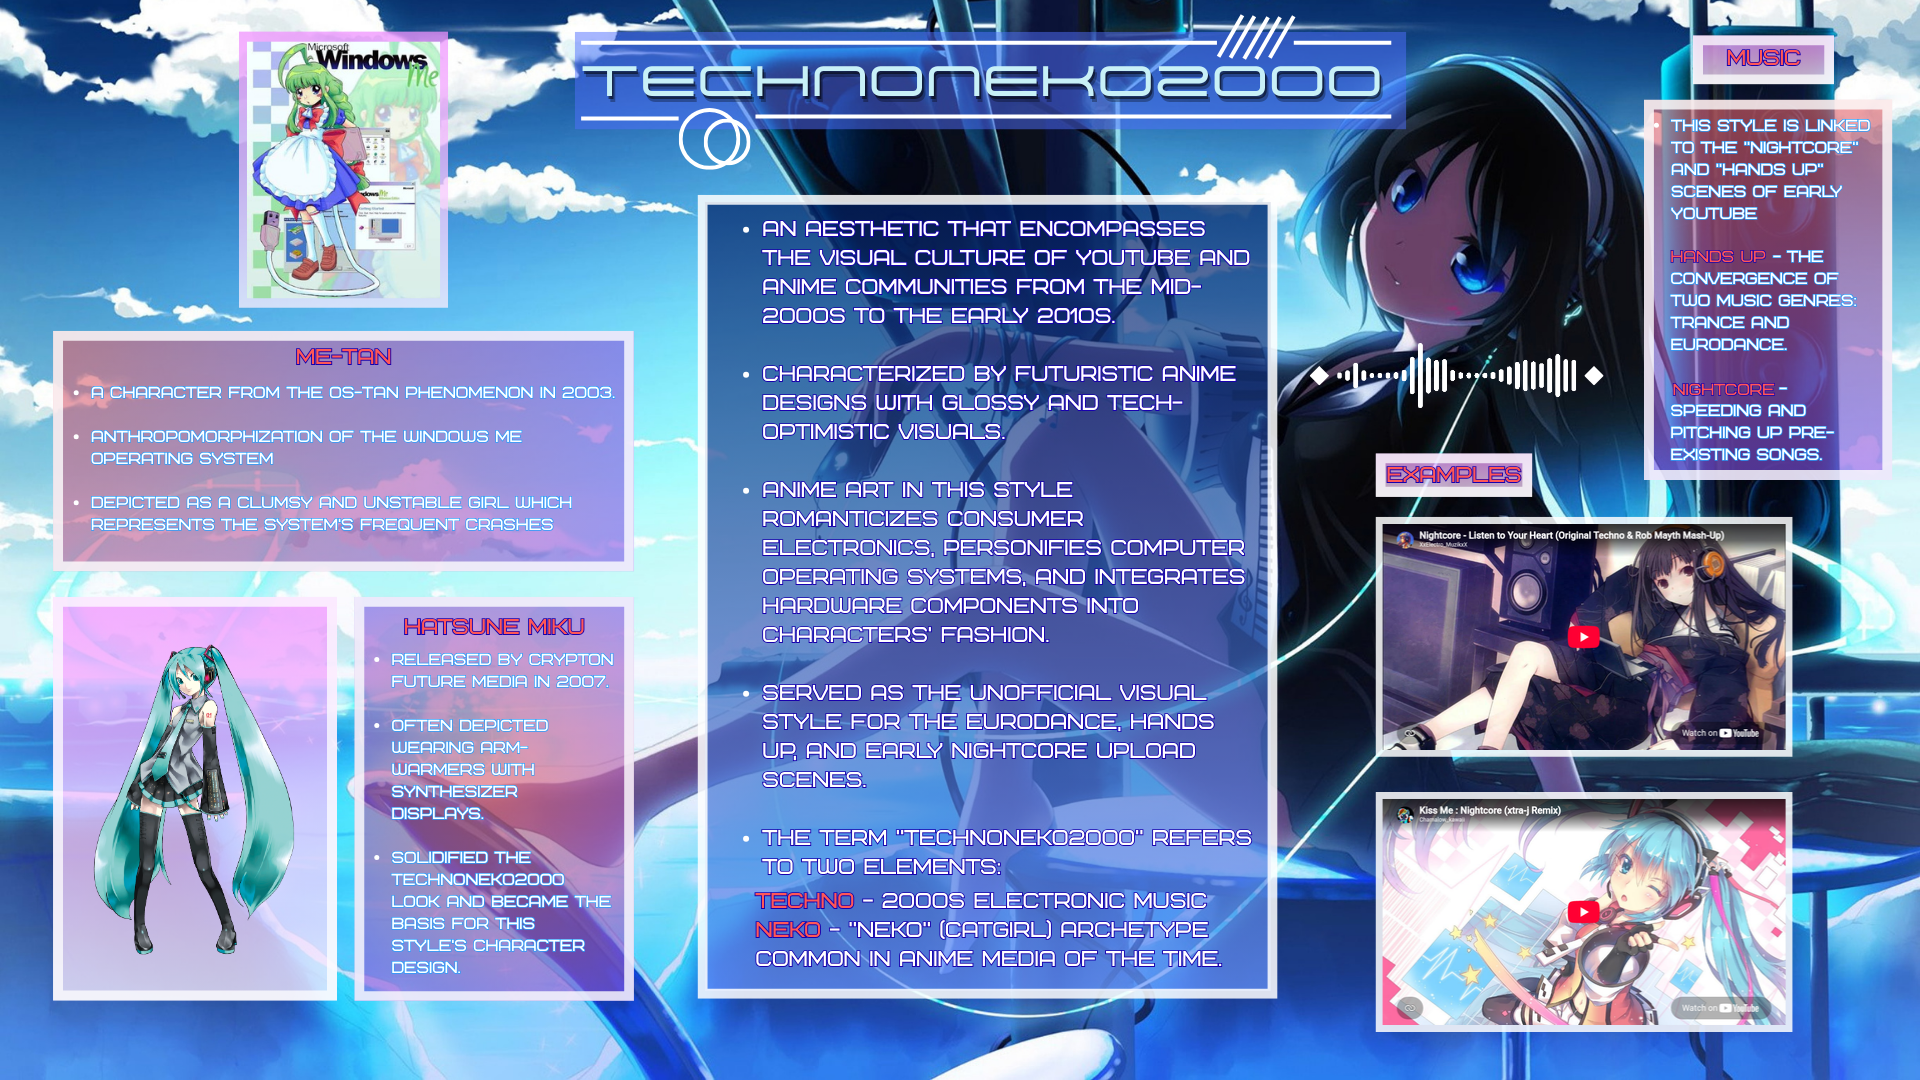 TECHNONEKO2000
Microsoft
Windows
Me
ME-TAN
• A CHARACTER FROM THE OS-TAN PHENOMENON IN 2003.
• ANTHROPOMORPHIZATION OF THE WINDOWS ME
OPERATING SYSTEM
• DEPICTED AS A CLUMSY AND UNSTABLE GIRL WHICH
REPRESENTS THE SYSTEM'S FREQUENT CRASHES
HATSUNE MIKU
• RELEASED BY CRYPTON
FUTURE MEDIA IN 2007.
• OFTEN DEPICTED
WEARING ARM-
WARMERS WITH
SYNTHESIZER
DISPLAYS.
• SOLIDIFIED THE
TECHNONEKO2000
LOOK AND BECAME THE
BASIS FOR THIS
STYLE'S CHARACTER
DESIGN.
• AN AESTHETIC THAT ENCOMPASSES
THE VISUAL CULTURE OF YOUTUBE AND
ANIME COMMUNITIES FROM THE MID-
2000S TO THE EARLY 2010S.
• CHARACTERIZED BY FUTURISTIC ANIME
DESIGNS WITH GLOSSY AND TECH-
OPTIMISTIC VISUALS.
• ANIME ART IN THIS STYLE
ROMANTICIZES CONSUMER
ELECTRONICS, PERSONIFIES COMPUTER
OPERATING SYSTEMS, AND INTEGRATES
HARDWARE COMPONENTS INTO
CHARACTERS' FASHION.
• SERVED AS THE UNOFFICIAL VISUAL
STYLE FOR THE EURODANCE, HANDS
UP, AND EARLY NIGHTCORE UPLOAD
SCENES.
• THE TERM "TECHNONEKO2000" REFERS
TO TWO ELEMENTS:
TECHNO - 2000S ELECTRONIC MUSIC
NEKO - "NEKO" (CATGIRL) ARCHETYPE
COMMON IN ANIME MEDIA OF THE TIME.
MUSIC
• THIS STYLE IS LINKED
TO THE "NIGHTCORE"
AND "HANDS UP"
SCENES OF EARLY
YOUTUBE
HANDS UP - THE
CONVERGENCE OF
TWO MUSIC GENRES:
TRANCE AND
EURODANCE.
NIGHTCORE -
SPEEDING AND
PITCHING UP PRE-
EXISTING SONGS.
EXAMPLES
Nightcore - Listen to Your Heart (Original Techno & Rob Mayth Mash-Up)
Watch on YouTube
Kiss Me : Nightcore (xtra-j Remix)
Watch on YouTube